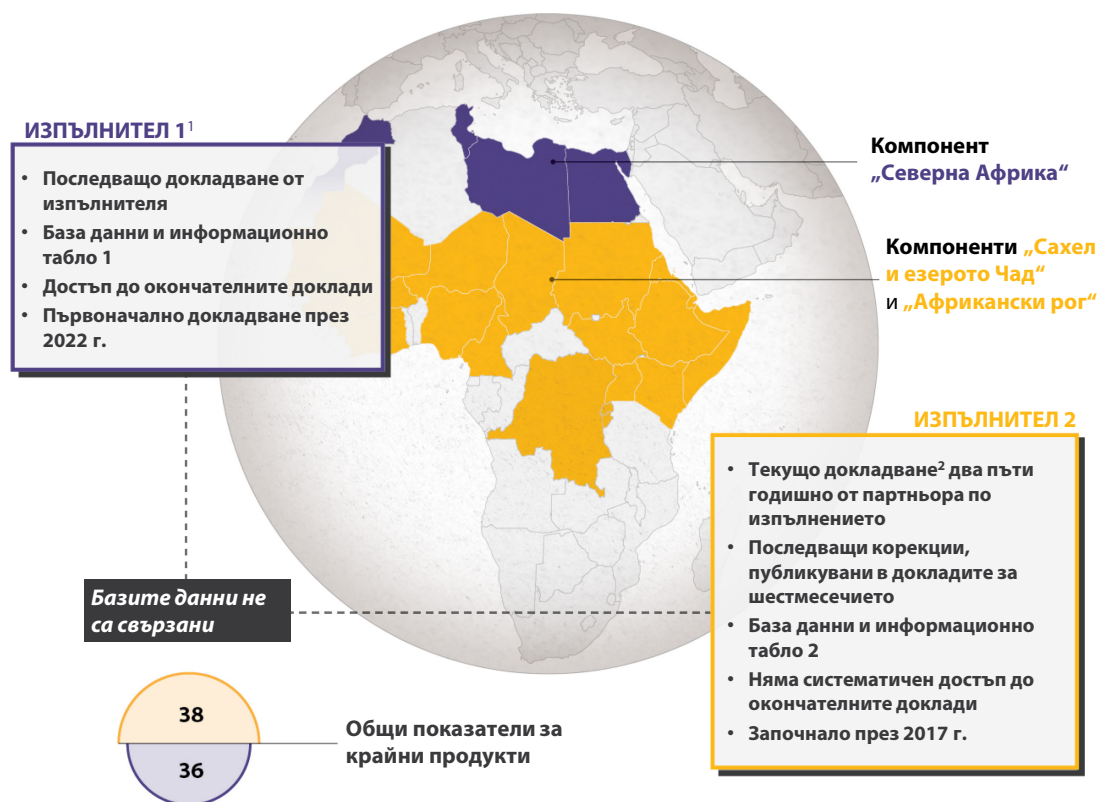 ИЗПЪЛНИТЕЛ 1¹
• Последващо докладване от
изпълнителя
• База данни и информационно
табло 1
• Достъп до окончателните доклади
• Първоначално докладване през
2022 г.
Компонент
„Северна Африка“
Компоненти „Сахел
и езерото Чад“
и „Африкански рог“
ИЗПЪЛНИТЕЛ 2
• Текущо докладване² два пъти
годишно от партньора по
изпълнението
• Последващи корекции,
публикувани в докладите за
шестмесечието
• База данни и информационно
табло 2
• Няма систематичен достъп до
окончателни доклади
• Започнало през 2017 г.
Базите данни не
са свързани
38
36
Общи показатели за
крайни продукти